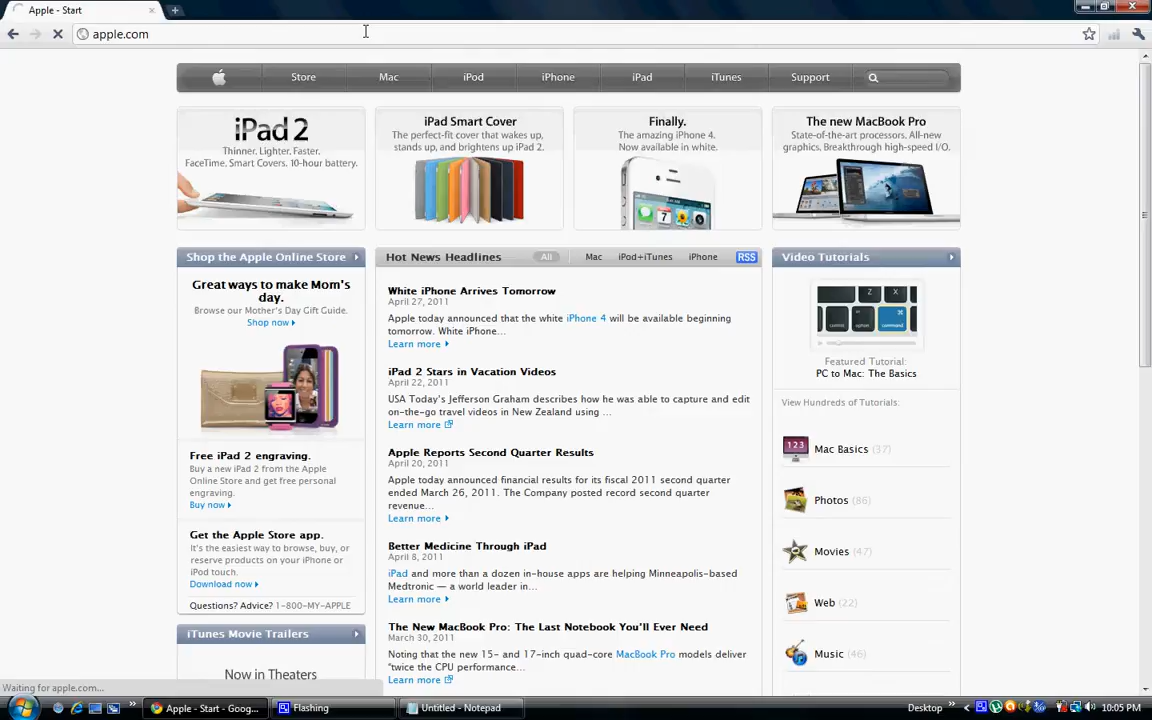 Apple - Start
apple.com
Store
Mac
iPod
iPhone
iPad
iTunes
Support
iPad 2
Thinner. Lighter. Faster.
FaceTime. Smart Covers. 10-hour battery.
iPad Smart Cover
The perfect-fit cover that wakes up,
stands up, and brightens up iPad 2.
Finally.
The amazing iPhone 4.
Now available in white.
The new MacBook Pro
State-of-the-art processors. All-new
graphics. Breakthrough high-speed I/O.
Shop the Apple Online Store
Great ways to make Mom's
day.
Browse our Mother's Day Gift Guide.
Shop now
Free iPad 2 engraving.
Buy a new iPad 2 from the Apple
Online Store and get free personal
engraving.
Buy now
Get the Apple Store app.
It's the easiest way to browse, buy, or
reserve products on your iPhone or
iPod touch.
Download now
Questions? Advice? 1-800-MY-APPLE
iTunes Movie Trailers
Now in Theaters
Hot News Headlines
All
Mac
iPod+iTunes
iPhone
RSS
White iPhone Arrives Tomorrow
April 27, 2011
Apple today announced that the white iPhone 4 will be available beginning
tomorrow. White iPhone...
Learn more
iPad 2 Stars in Vacation Videos
April 22, 2011
USA Today's Jefferson Graham describes how he was able to capture and edit
on-the-go travel videos in New Zealand using ...
Learn more
Apple Reports Second Quarter Results
April 20, 2011
Apple today announced financial results for its fiscal 2011 second quarter
ended March 26, 2011. The Company posted record second quarter
revenue...
Learn more
Better Medicine Through iPad
April 8, 2011
iPad and more than a dozen in-house apps are helping Minneapolis-based
Medtronic — a world leader in...
Learn more
The New MacBook Pro: The Last Notebook You'll Ever Need
March 30, 2011
Noting that the new 15- and 17-inch quad-core MacBook Pro models deliver
"twice the CPU performance...
Learn more
Video Tutorials
Z
X
control
option
command
Featured Tutorial:
PC to Mac: The Basics
View Hundreds of Tutorials:
123
Mac Basics (37)
Photos (86)
Movies (47)
Web (22)
Music (46)
Waiting for apple.com...
Apple - Start - Goog...
Flashing
Untitled - Notepad
Desktop
10:05 PM